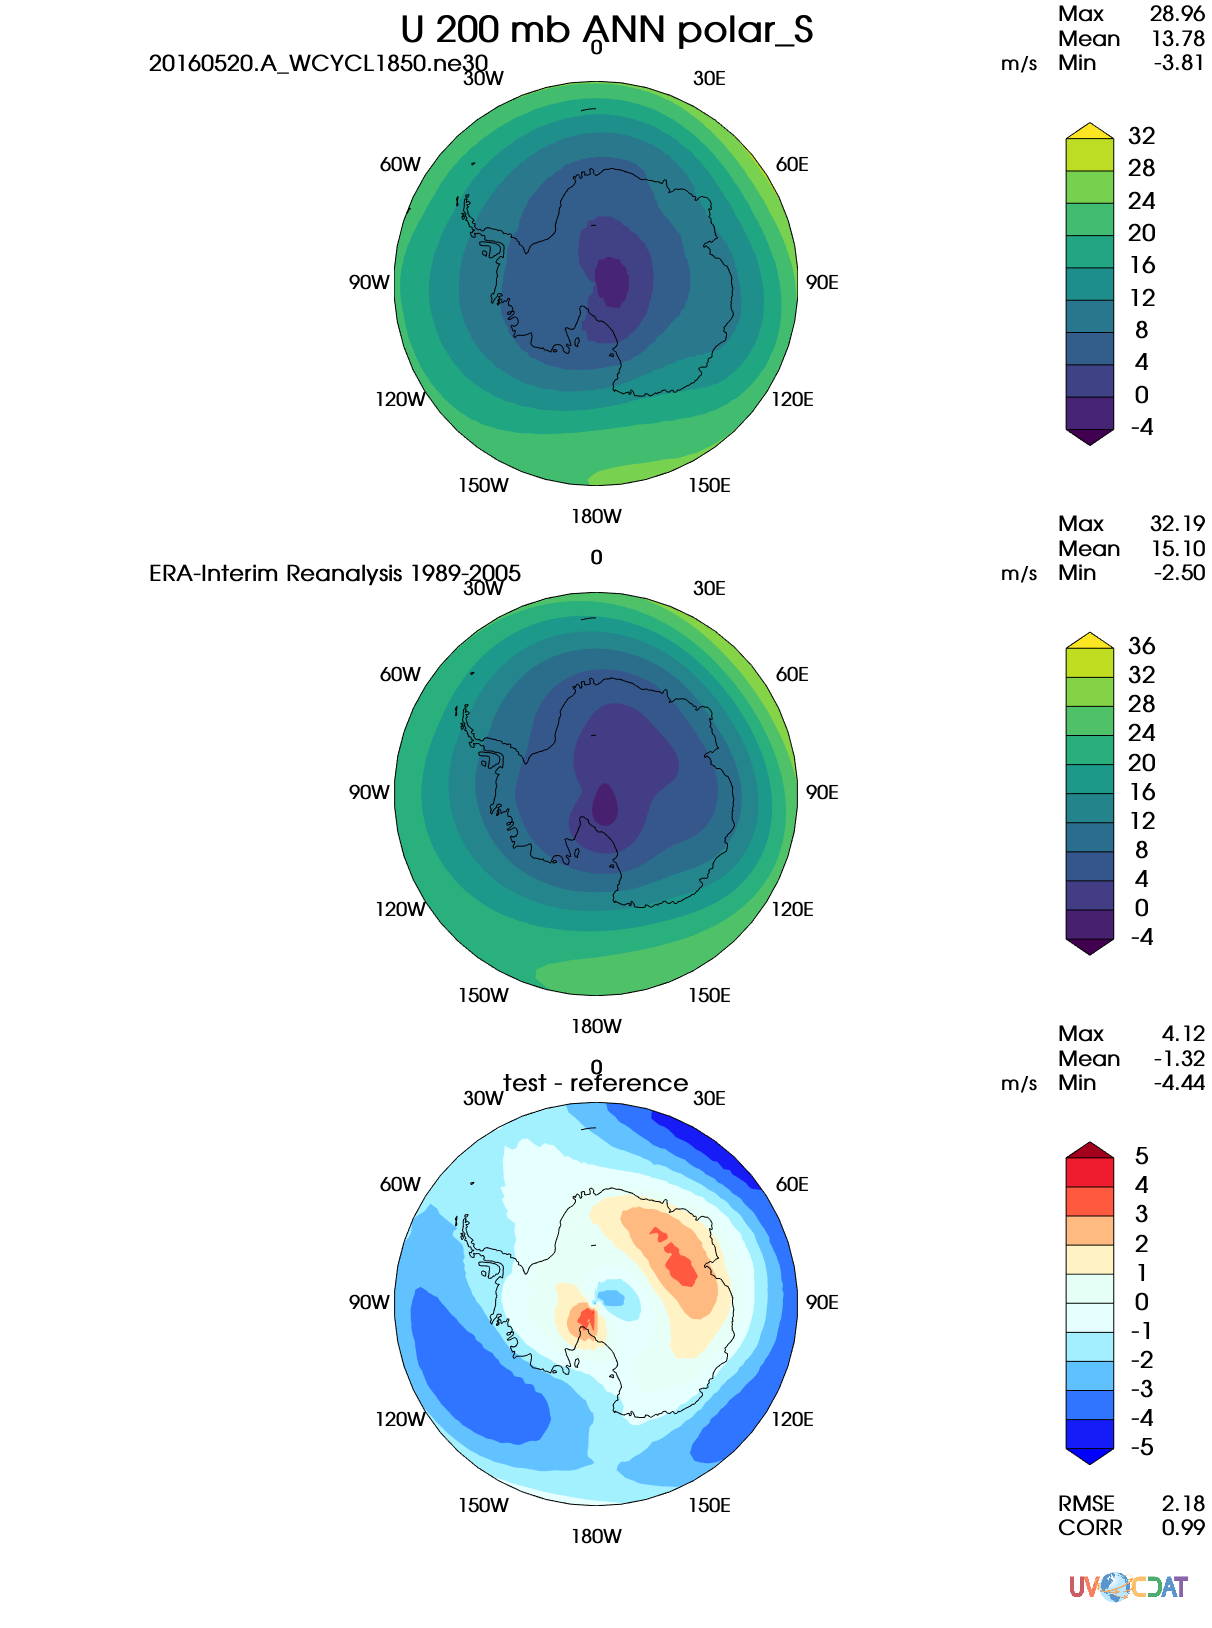 U 200 mb ANN polar_S
20160520.A_WCYCL1850.ne30
m/s
Max 28.96
Mean 13.78
Min -3.81
0
30W 30E
60W 60E
90W 90E
120W 120E
150W 150E
180W
32
28
24
20
16
12
8
4
0
-4
ERA-Interim Reanalysis 1989-2005
m/s
Max 32.19
Mean 15.10
Min -2.50
0
30W 30E
60W 60E
90W 90E
120W 120E
150W 150E
180W
36
32
28
24
20
16
12
8
4
0
-4
test - reference
m/s
Max 4.12
Mean -1.32
Min -4.44
0
30W 30E
60W 60E
90W 90E
120W 120E
150W 150E
180W
5
4
3
2
1
0
-1
-2
-3
-4
-5
RMSE 2.18
CORR 0.99
UV CDAT